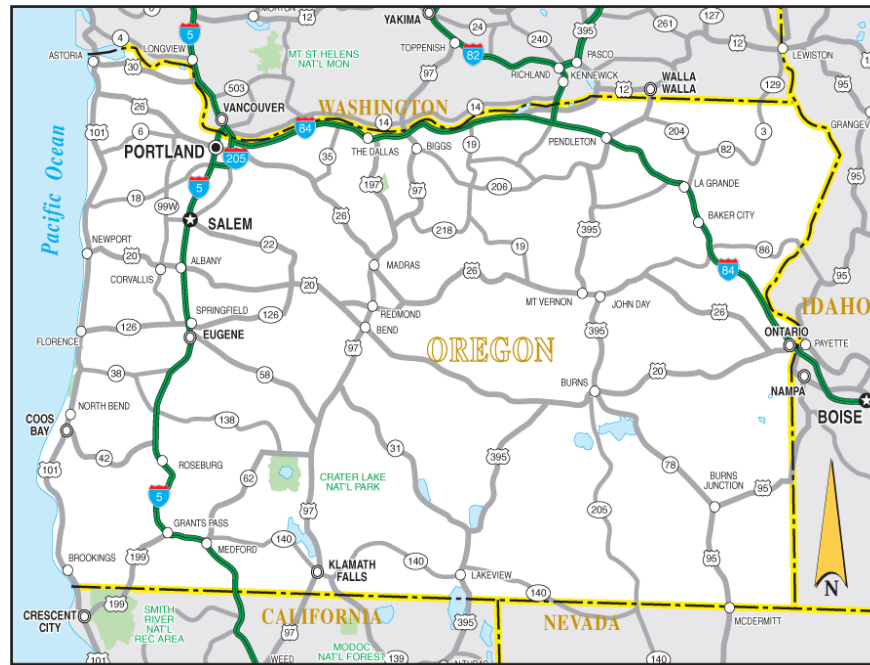 MORTON
YAKIMA
24
395
261
127
4
5
12
12
LONGVIEW
MT ST HELENS
NAT'L MON
TOPPENISH
240
82
PASCO
LEWISTON
ASTORIA
30
RICHLAND
KENNEWICK
97
95
503
WALLA
WALLA
12
129
26
VANCOUVER
WASHINGTON
14
14
GRANGEVI
101
6
84
PORTLAND
205
THE DALLAS
BIGGS
19
PENDLETON
204
3
82
35
5
197
97
206
LA GRANDE
95
Pacific Ocean
18
99W
26
SALEM
BAKER CITY
22
218
395
19
86
NEWPORT
20
ALBANY
MADRAS
26
84
95
CORVALLIS
20
MT VERNON
JOHN DAY
IDAHO
SPRINGFIELD
REDMOND
26
126
126
BEND
ONTARIO
FLORENCE
EUGENE
97
OREGON
395
PAYETTE
38
58
20
NAMPA
BURNS
BOISE
NORTH BEND
COOS
BAY
138
42
31
395
101
ROSEBURG
62
78
BURNS
JUNCTION
95
CRATER LAKE
NAT'L PARK
5
97
205
GRANTS PASS
MEDFORD
140
95
199
BROOKINGS
KLAMATH
FALLS
140
LAKEVIEW
140
N
CRESCENT
CITY
199
SMITH
RIVER
NAT'L
REC AREA
CALIFORNIA
NEVADA
MCDERMITT
97
395
101
5
WEED
MODOC
NAT'L FOREST
139
ALTURAS
140